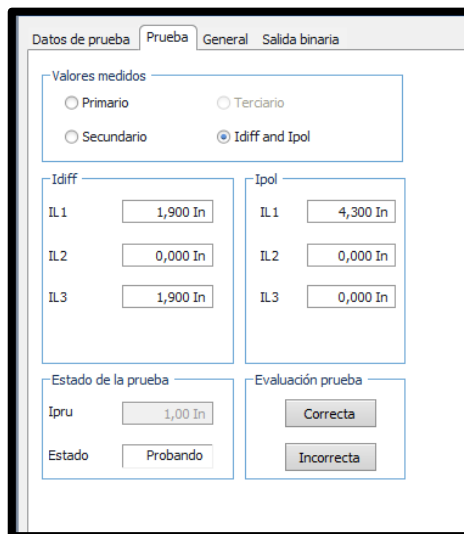 Datos de prueba Prueba General Salida binaria
Valores medidos
Primario Terciario
Secundario Idiff and Ipol
Idiff Ipol
IL1 1,900 In IL1 4,300 In
IL2 0,000 In IL2 0,000 In
IL3 1,900 In IL3 0,000 In
Estado de la prueba Evaluación prueba
Ipru 1,00 In Correcta
Estado Probando Incorrecta